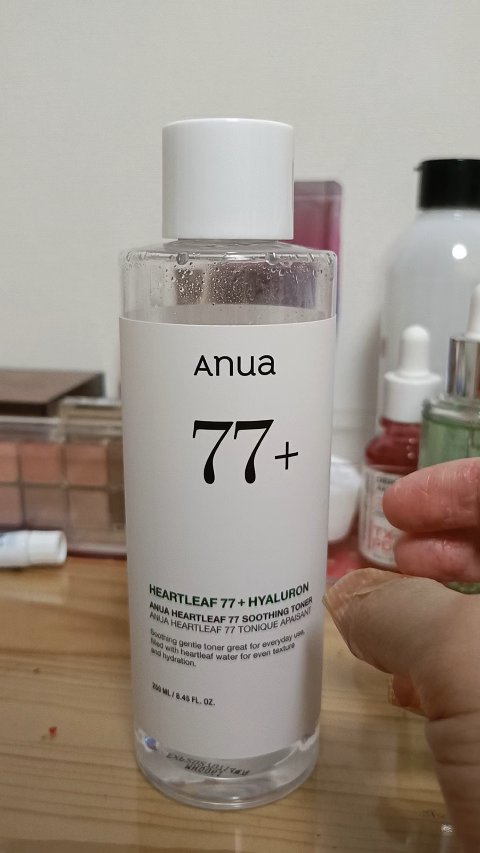 Anua
77+
HEARTLEAF 77 + HYALURON
ANUA HEARTLEAF 77 SOOTHING TONER
ANUA HEARTLEAF 77 TONIQUE APAISANT
Soothing gentle toner great for everyday use,
filled with heartleaf water for even texture
and hydration.
250 ML / 8.45 FL. OZ.